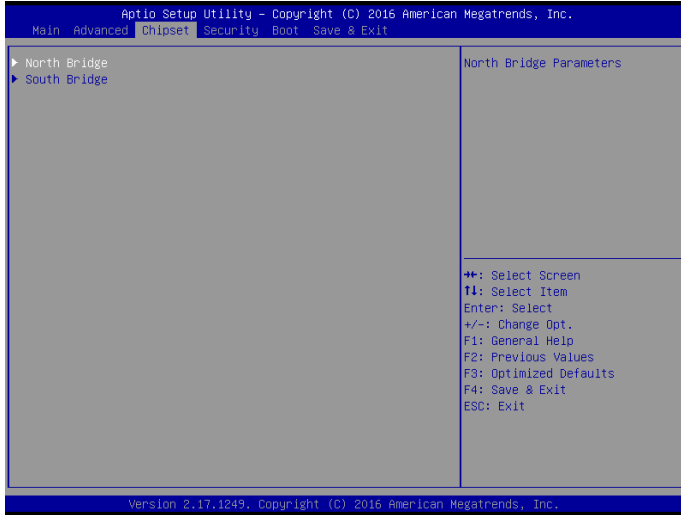 Aptio Setup Utility – Copyright (C) 2016 American Megatrends, Inc.
Main Advanced Chipset Security Boot Save & Exit
▶ North Bridge
▶ South Bridge
North Bridge Parameters
→←: Select Screen
↑↓: Select Item
Enter: Select
+/-: Change Opt.
F1: General Help
F2: Previous Values
F3: Optimized Defaults
F4: Save & Exit
ESC: Exit
Version 2.17.1249. Copyright (C) 2016 American Megatrends, Inc.